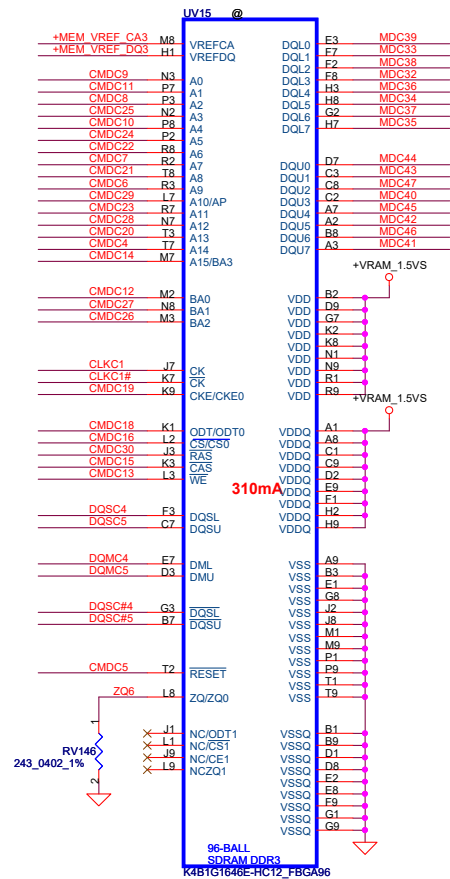 UV15 @
+MEM_VREF_CA3 M8 VREFCA
+MEM_VREF_DQ3 H1 VREFDQ
CMDC9 N3 A0
CMDC11 P7 A1
CMDC8 P3 A2
CMDC25 N2 A3
CMDC10 P8 A4
CMDC24 P2 A5
CMDC22 R8 A6
CMDC7 R2 A7
CMDC21 T8 A8
CMDC6 R3 A9
CMDC29 L7 A10/AP
CMDC23 R7 A11
CMDC28 N7 A12
CMDC20 T3 A13
CMDC4 T7 A14
CMDC14 M7 A15/BA3
CMDC12 M2 BA0
CMDC27 N8 BA1
CMDC26 M3 BA2
CLKC1 J7 CK
CLKC1# K7 CK
CMDC19 K9 CKE/CKE0
CMDC18 K1 ODT/ODT0
CMDC16 L2 CS/CS0
CMDC30 J3 RAS
CMDC15 K3 CAS
CMDC13 L3 WE
DQSC4 F3 DQSL
DQSC5 C7 DQSU
DQMC4 E7 DML
DQMC5 D3 DMU
DQSC#4 G3 DQSL
DQSC#5 B7 DQSU
CMDC5 T2 RESET
ZQ6 L8 ZQ/ZQ0
1
RV146
243_0402_1%
2
J1 NC/ODT1
L1 NC/CS1
J9 NC/CE1
L9 NCZQ1
DQL0 E3 MDC39
DQL1 F7 MDC33
DQL2 F2 MDC38
DQL3 F8 MDC32
DQL4 H3 MDC36
DQL5 H8 MDC34
DQL6 G2 MDC37
DQL7 H7 MDC35
DQU0 D7 MDC44
DQU1 C3 MDC43
DQU2 C8 MDC47
DQU3 C2 MDC40
DQU4 A7 MDC45
DQU5 A2 MDC42
DQU6 B8 MDC46
DQU7 A3 MDC41
+VRAM_1.5VS
VDD B2
VDD D9
VDD G7
VDD K2
VDD K8
VDD N1
VDD N9
VDD R1
VDD R9
+VRAM_1.5VS
VDDQ A1
VDDQ A8
VDDQ C1
VDDQ C9
VDDQ D2
310mA
VDDQ E9
VDDQ F1
VDDQ H2
VDDQ H9
VSS A9
VSS B3
VSS E1
VSS G8
VSS J2
VSS J8
VSS M1
VSS M9
VSS P1
VSS P9
VSS T1
VSS T9
VSSQ B1
VSSQ B9
VSSQ D1
VSSQ D8
VSSQ E2
VSSQ E8
VSSQ F9
VSSQ G1
VSSQ G9
96-BALL
SDRAM DDR3
K4B1G1646E-HC12_FBGA96